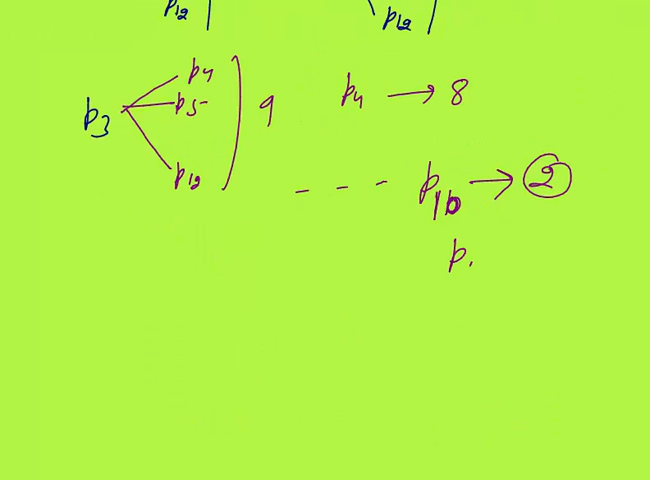 p12 | p12 |
p3 p4 p5 p12 ) 9
p4 → 8
- - - p10 → 2
p.